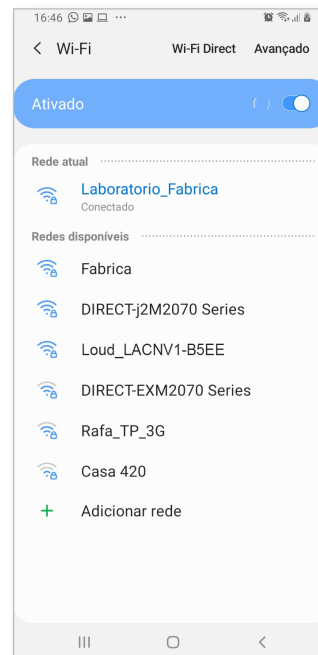 16:46
Wi-Fi Wi-Fi Direct Avançado
Ativado
Rede atual
Laboratorio_Fabrica
Conectado
Redes disponíveis
Fabrica
DIRECT-j2M2070 Series
Loud_LACNV1-B5EE
DIRECT-EXM2070 Series
Rafa_TP_3G
Casa 420
Adicionar rede